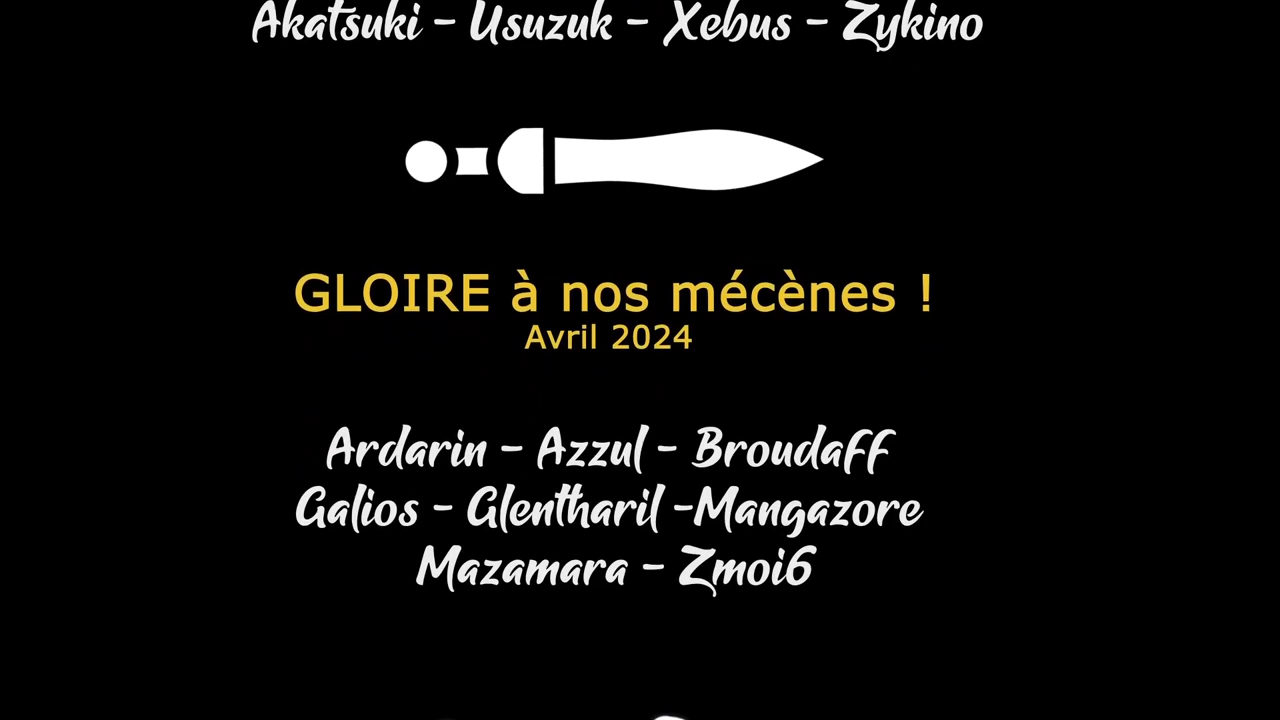 Akatsuki - Usuzuk - Xebus - Zykino
GLOIRE à nos mécènes !
Avril 2024
Ardarin - Azzul - Broudaff
Galios - Glentharil -Mangazore
Mazamara - Zmoi6